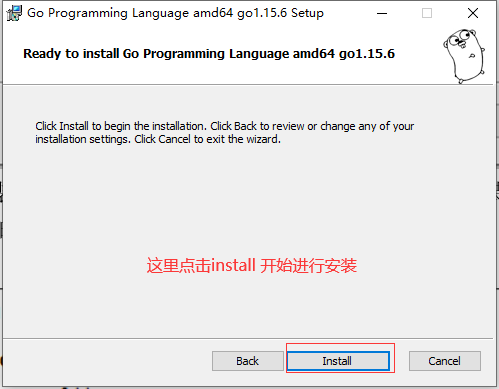 Go Programming Language amd64 go1.15.6 Setup
Ready to install Go Programming Language amd64 go1.15.6
Click Install to begin the installation. Click Back to review or change any of your
installation settings. Click Cancel to exit the wizard.
这里点击install 开始进行安装
Back
Install
Cancel